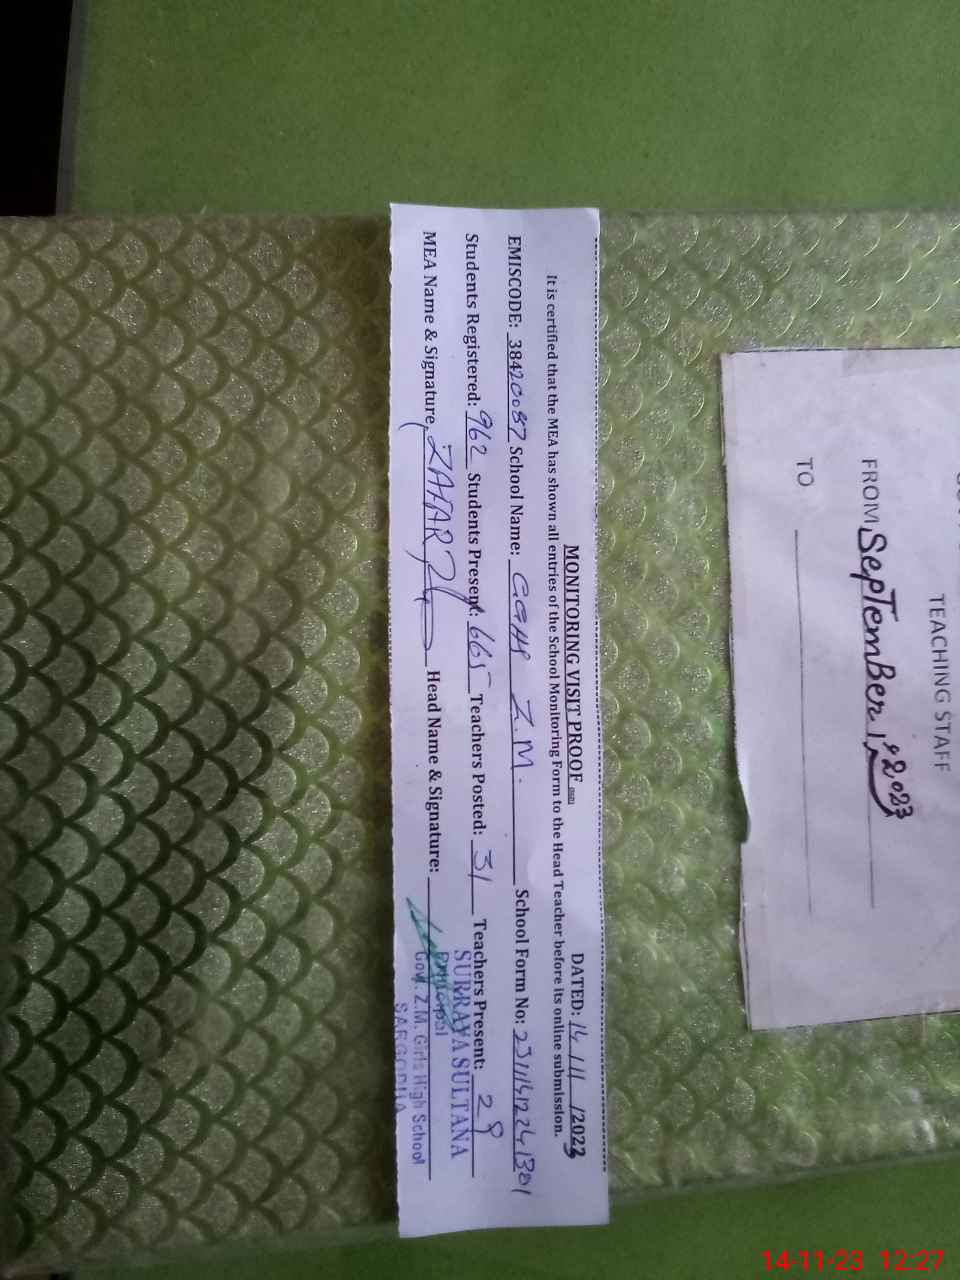 MONITORING VISIT PROOF
DATED: 14/11/2023
It is certified that the MEA has shown all entries of the School Monitoring Form to the Head Teacher before its online submission.
EMISCODE: 38420087 School Name: GGHS Z.M. School Form No: 231114122241301
Students Registered: 962 Students Present: 665 Teachers Posted: 31 Teachers Present: 29
MEA Name & Signature ZAFAR Head Name & Signature:
SURRAYA SULTANA
Principal
Govt. Z.M. Girls High School
SARGODHA
TEACHING STAFF
FROM SepTemBer 1, 2023
TO
14-11-23 12:27